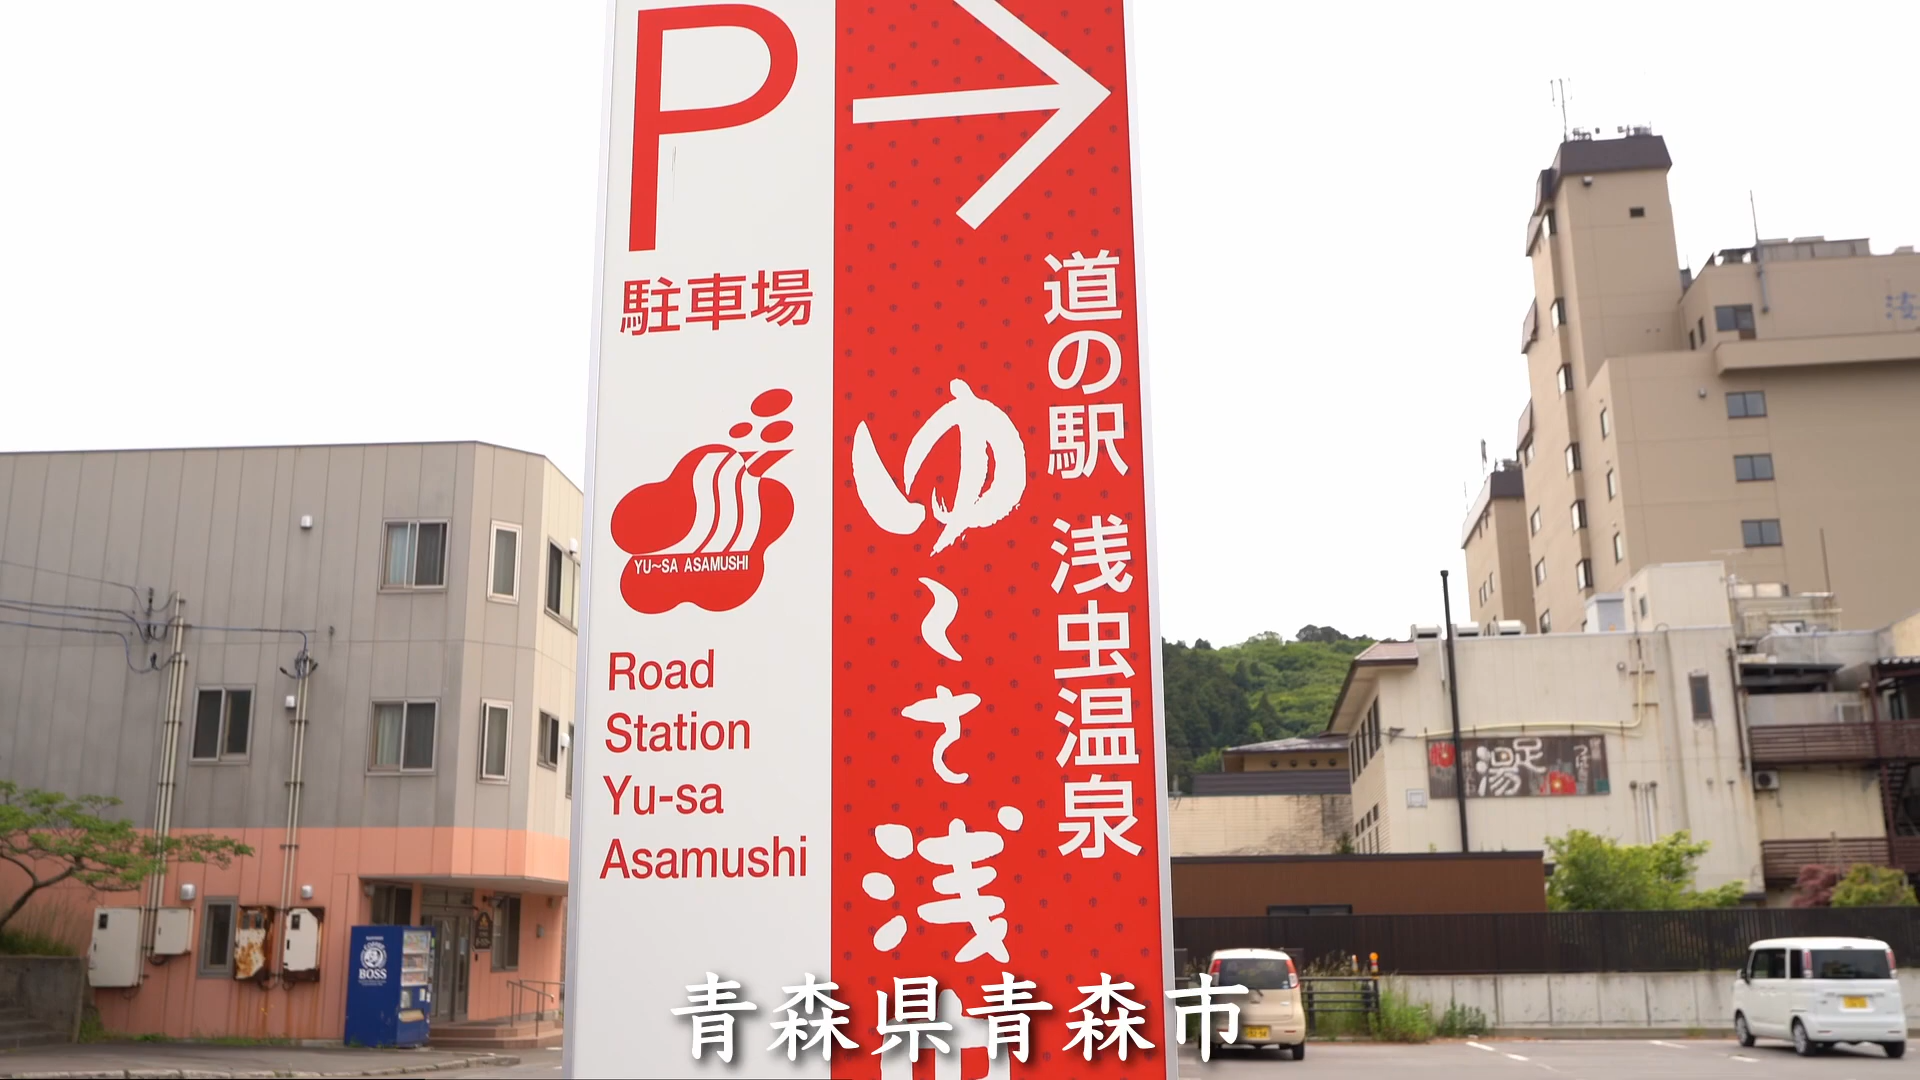 P
駐車場
YU~SA ASAMUSHI
Road
Station
Yu-sa
Asamushi
道の駅 浅虫温泉
ゆ～さ浅
BOSS
足湯
浅
青森県青森市